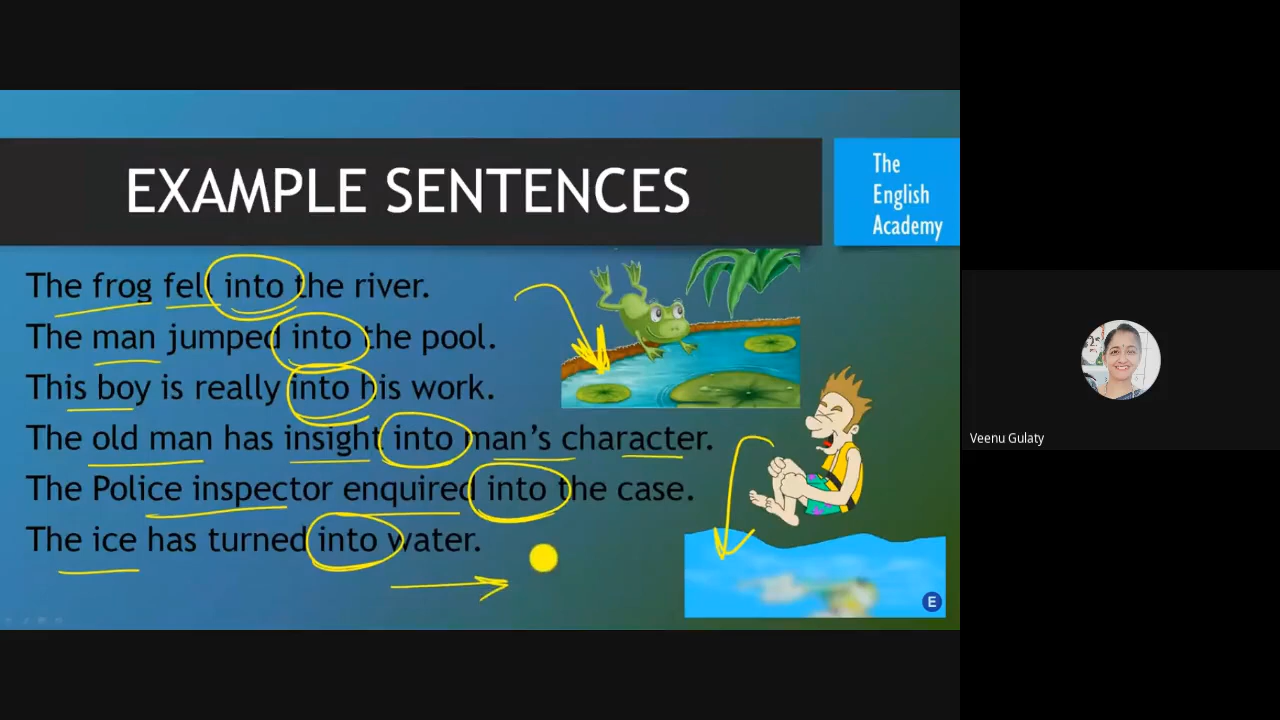 EXAMPLE SENTENCES
The
English
Academy
The frog fell into the river.
The man jumped into the pool.
This boy is really into his work.
The old man has insight into man's character.
The Police inspector enquired into the case.
The ice has turned into water.
E
Veenu Gulaty